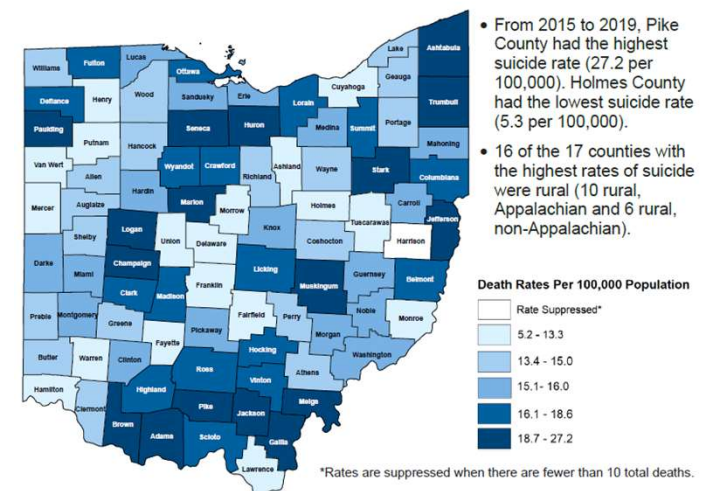 Williams
Fulton
Lucas
Ottawa
Lake
Ashtabula
Geauga
Cuyahoga
Defiance
Henry
Wood
Sandusky
Erie
Lorain
Trumbull
Paulding
Seneca
Huron
Medina
Summit
Portage
Putnam
Hancock
Mahoning
Van Wert
Wyandot
Crawford
Ashland
Wayne
Stark
Allen
Richland
Columbiana
Hardin
Mercer
Auglaize
Marion
Morrow
Holmes
Carroll
Tuscarawas
Jefferson
Logan
Knox
Coshocton
Harrison
Shelby
Union
Delaware
Darke
Champaign
Licking
Guernsey
Belmont
Miami
Franklin
Muskingum
Clark
Madison
Noble
Monroe
Preble
Montgomery
Fairfield
Perry
Greene
Pickaway
Morgan
Fayette
Washington
Butler
Warren
Clinton
Hocking
Ross
Athens
Hamilton
Vinton
Highland
Clermont
Meigs
Pike
Jackson
Brown
Adama
Scioto
Gallia
Lawrence
• From 2015 to 2019, Pike
County had the highest
suicide rate (27.2 per
100,000). Holmes County
had the lowest suicide rate
(5.3 per 100,000).
• 16 of the 17 counties with
the highest rates of suicide
were rural (10 rural,
Appalachian and 6 rural,
non-Appalachian).
Death Rates Per 100,000 Population
Rate Suppressed*
5.2 - 13.3
13.4 - 15.0
15.1- 16.0
16.1 - 18.6
18.7 - 27.2
*Rates are suppressed when there are fewer than 10 total deaths.